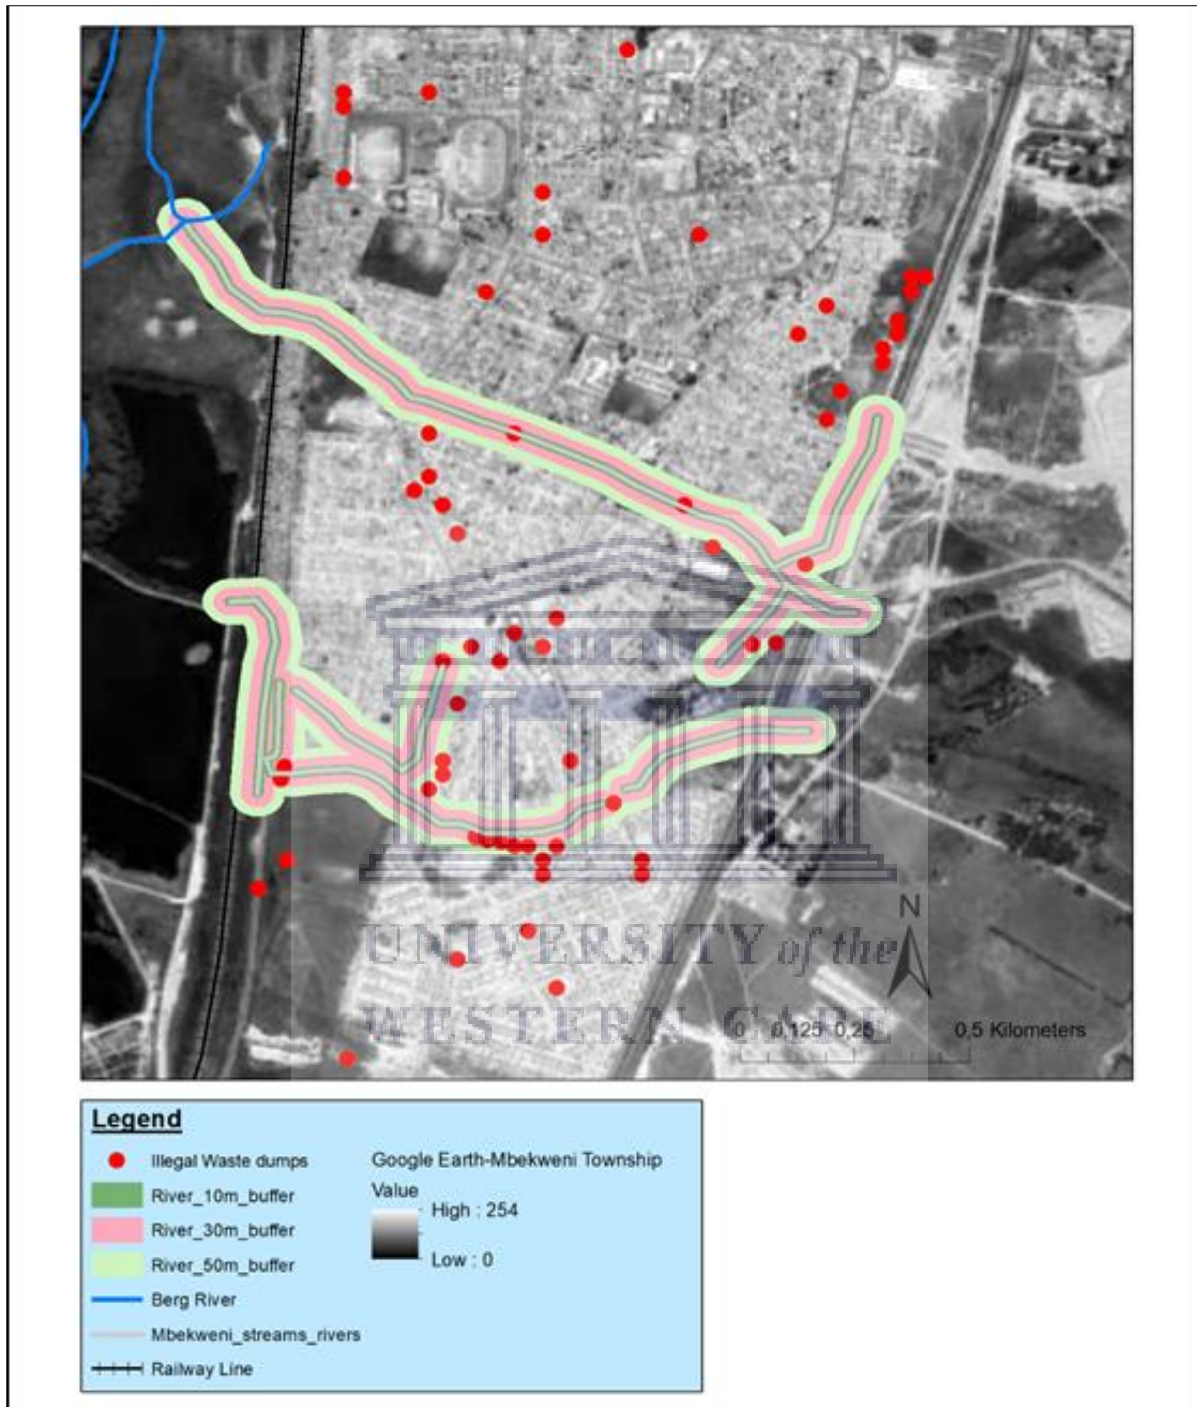 UNIVERSITY of the
WESTERN CAPE
N
0 0,125 0,25 0,5 Kilometers
Legend
Illegal Waste dumps
River_10m_buffer
River_30m_buffer
River_50m_buffer
Berg River
Mbekweni_streams_rivers
Railway Line
Google Earth-Mbekweni Township
Value
High : 254
Low : 0